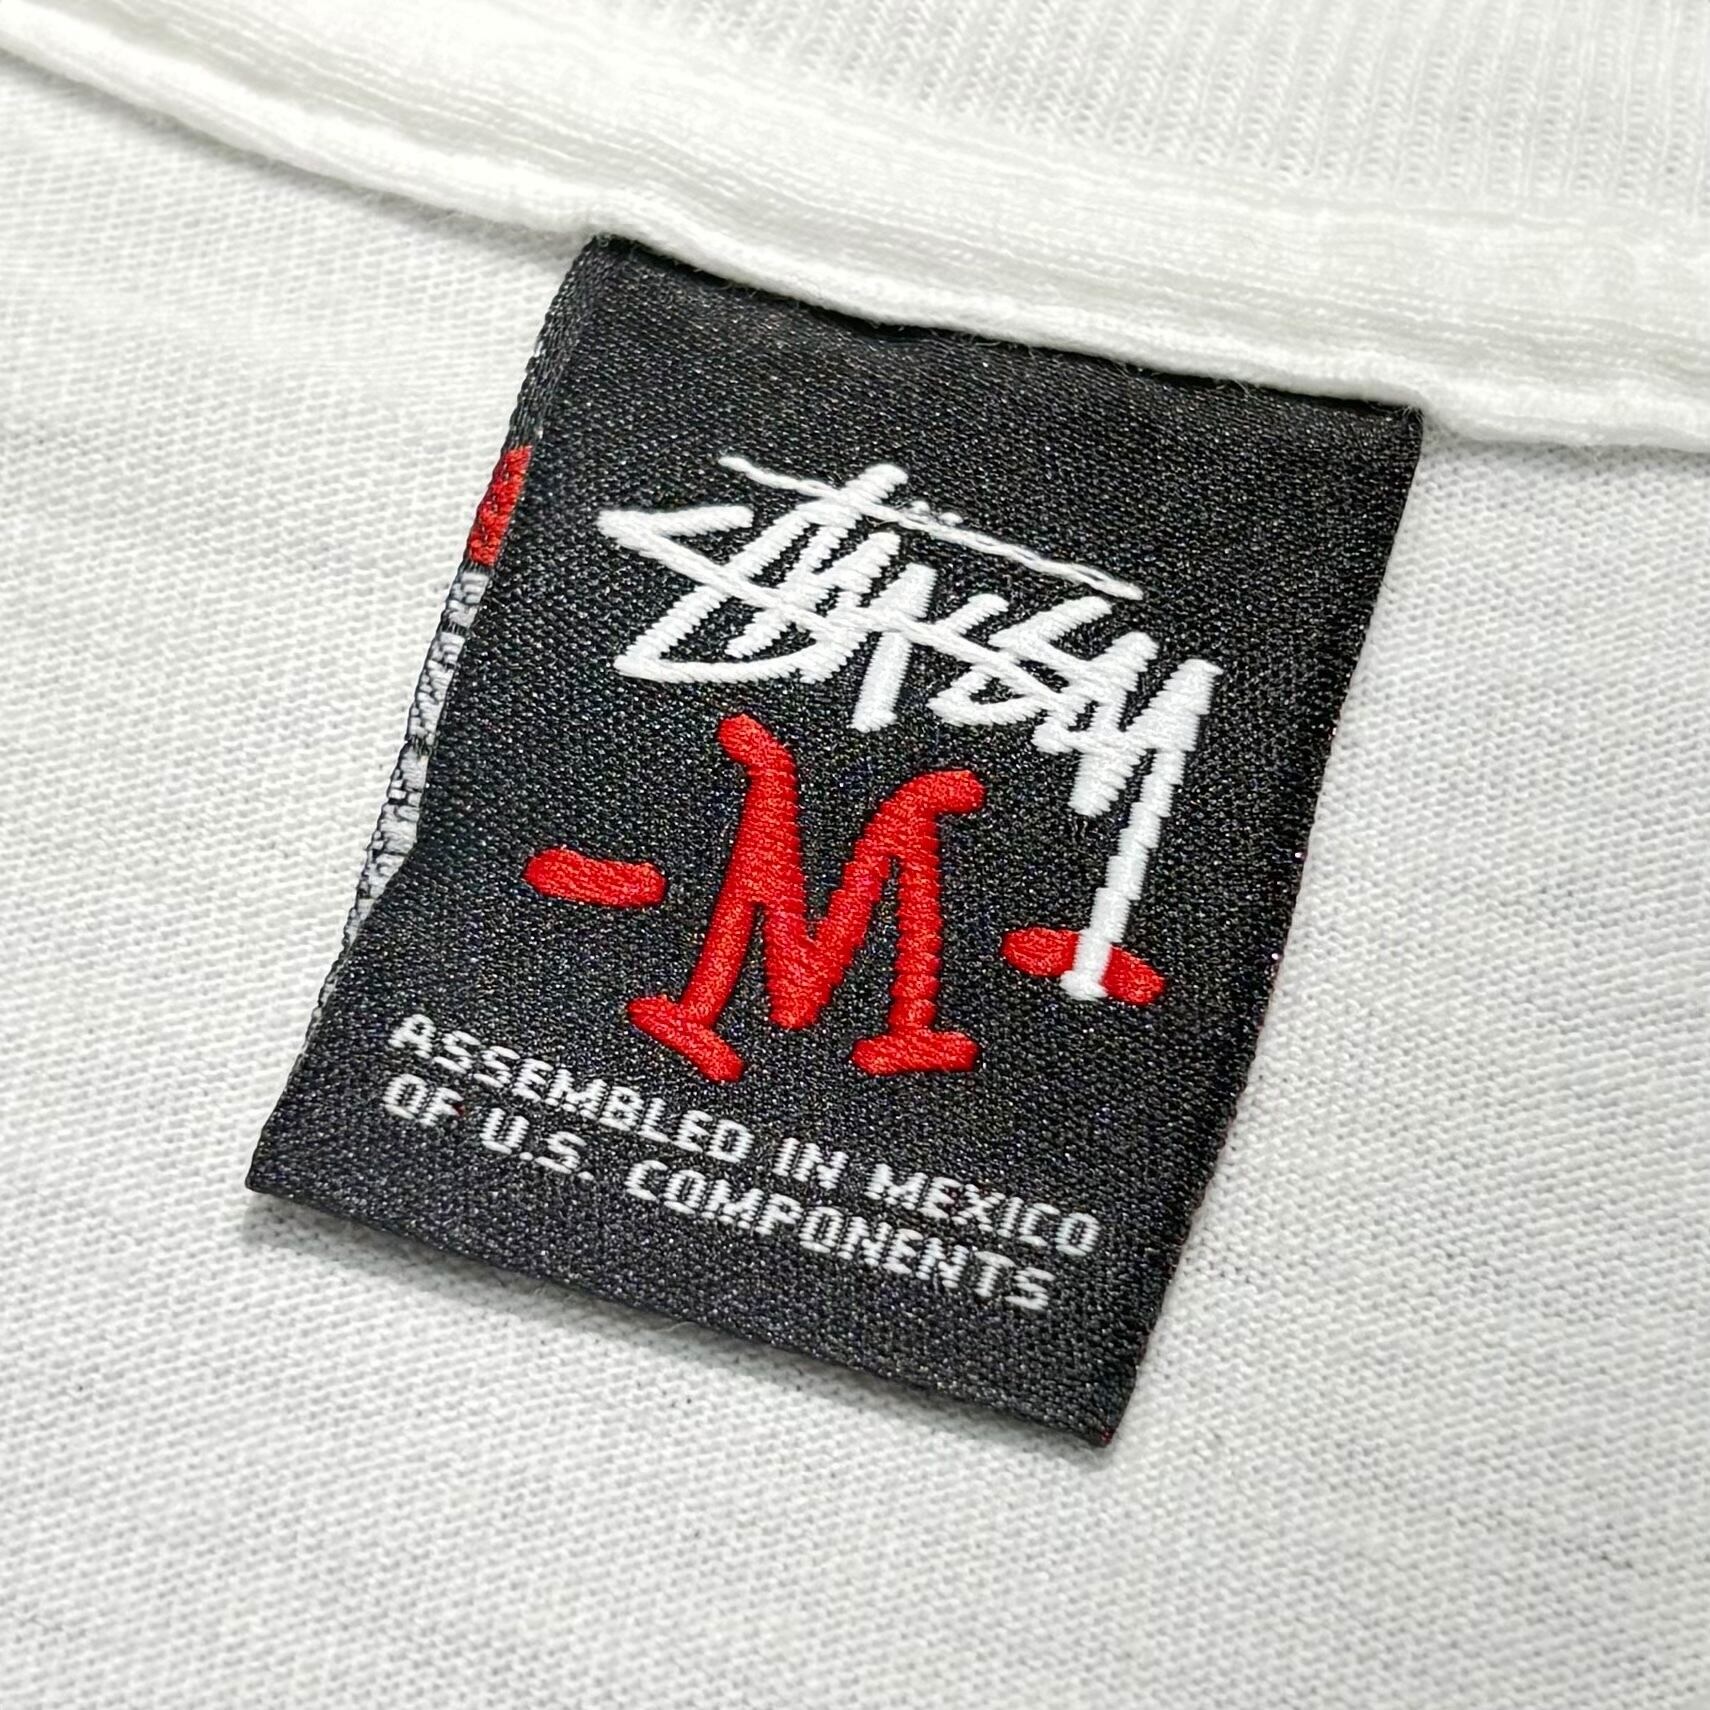 Stüssy
-M-
ASSEMBLED IN MEXICO
OF U.S. COMPONENTS